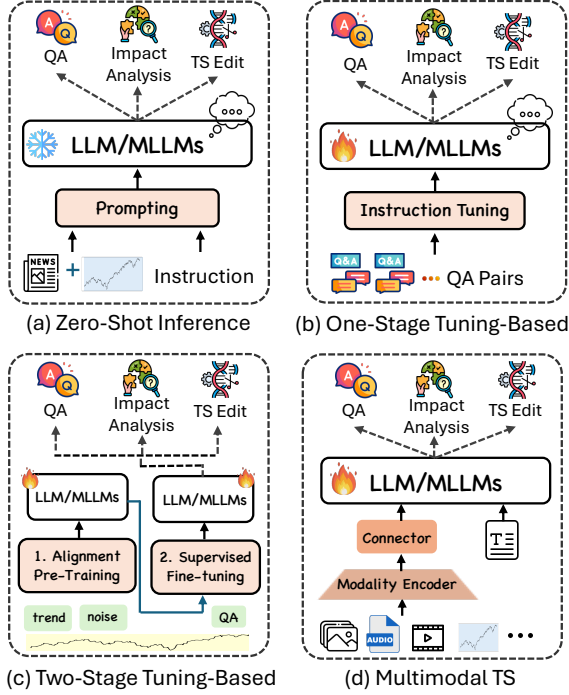 A Q
QA
Impact
Analysis
TS Edit
LLM/MLLMs
Prompting
NEWS
+
Instruction
(a) Zero-Shot Inference
A Q
QA
Impact
Analysis
TS Edit
LLM/MLLMs
Instruction Tuning
Q&A
Q&A
QA Pairs
(b) One-Stage Tuning-Based
A Q
QA
Impact
Analysis
TS Edit
LLM/MLLMs
LLM/MLLMs
1. Alignment
Pre-Training
2. Supervised
Fine-tuning
trend
noise
QA
(c) Two-Stage Tuning-Based
A Q
QA
Impact
Analysis
TS Edit
LLM/MLLMs
Connector
T
Modality Encoder
AUDIO
(d) Multimodal TS